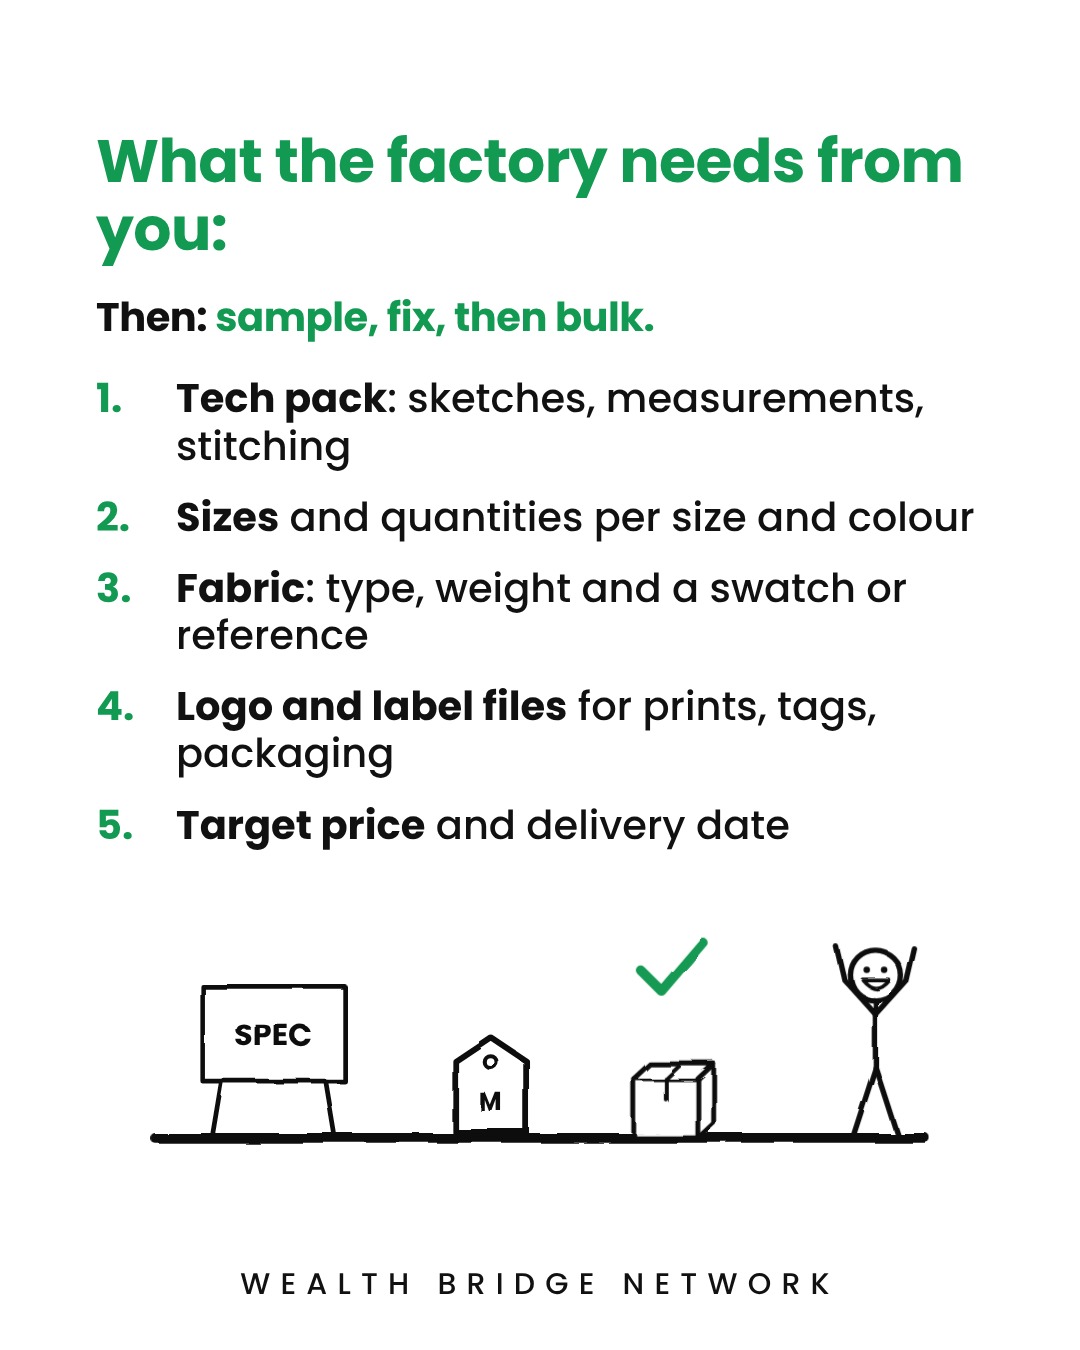 What the factory needs from
you:
Then: sample, fix, then bulk.
1. Tech pack: sketches, measurements,
stitching
2. Sizes and quantities per size and colour
3. Fabric: type, weight and a swatch or
reference
4. Logo and label files for prints, tags,
packaging
5. Target price and delivery date
SPEC
M
WEALTH BRIDGE NETWORK